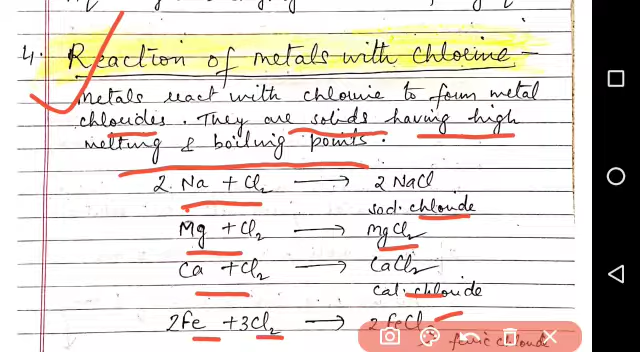 4. Reaction of metals with chlorine -
Metals react with chlorine to form metal
chlorides. They are solids having high
melting & boiling points.
2 Na + Cl₂ → 2 NaCl
sod. chloride
Mg + Cl₂ → MgCl₂
Ca + Cl₂ → CaCl₂
cal. chloride
2Fe + 3Cl₂ → 2 FeCl
ferric chloride